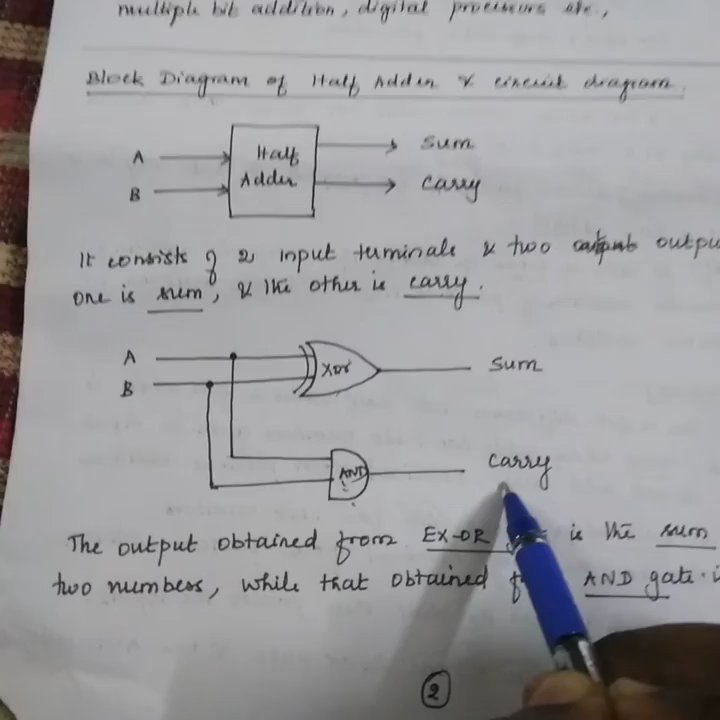 multiple bit addition, digital processors etc.,
Block Diagram of Half Adder & circuit diagram.
A
Half
Adder
Sum
B
Carry
It consists of 2 input terminals & two output
one is sum, & the other is carry.
A
XOR
Sum
B
AND
Carry
The output obtained from EX-OR is the sum
two numbers, while that obtained AND gate is
2